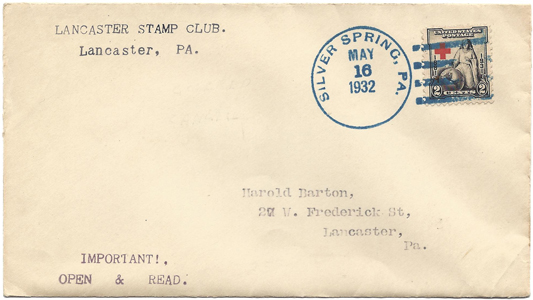 LANCASTER STAMP CLUB.
Lancaster, PA.
SILVER SPRING, PA.
MAY
16
1932
UNITED STATES
POSTAGE
2 CENTS 2
Harold Barton,
W. Frederick St,
Lancaster,
Pa.
IMPORTANT!.
OPEN & READ.